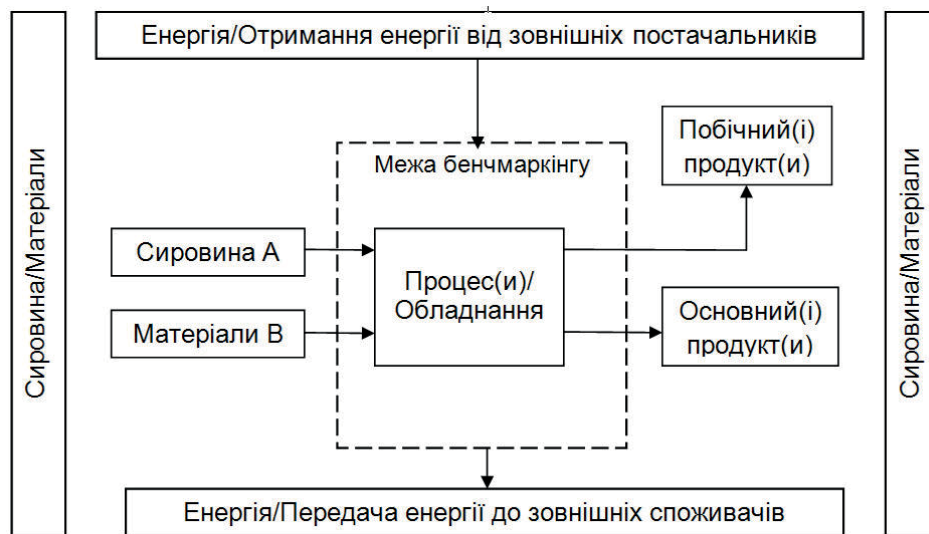 Енергія/Отримання енергії від зовнішніх постачальників
Сировина/Матеріали
Межа бенчмаркінгу
Побічний(і)
продукт(и)
Сировина А
Процес(и)/
Обладнання
Матеріали В
Основний(і)
продукт(и)
Сировина/Матеріали
Енергія/Передача енергії до зовнішніх споживачів